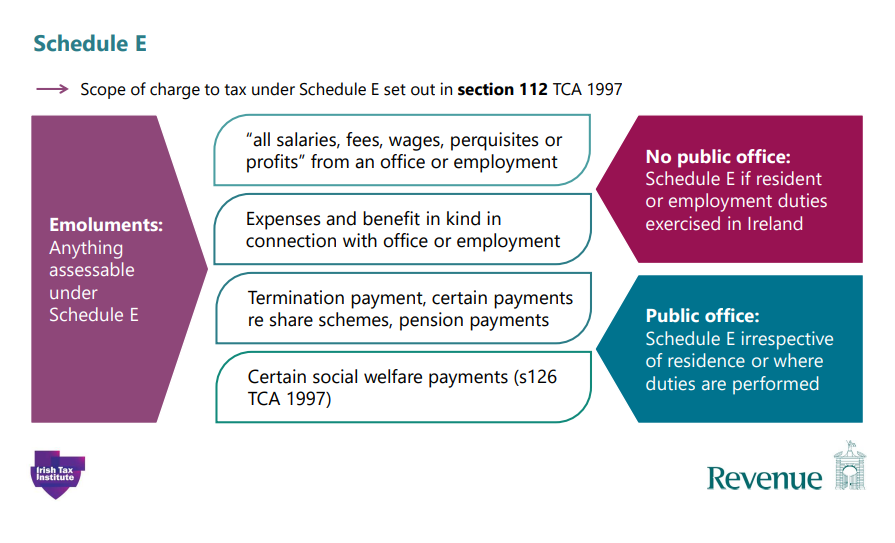 Schedule E
Scope of charge to tax under Schedule E set out in section 112 TCA 1997
Emoluments:
Anything
assessable
under
Schedule E
“all salaries, fees, wages, perquisites or
profits” from an office or employment
Expenses and benefit in kind in
connection with office or employment
Termination payment, certain payments
re share schemes, pension payments
Certain social welfare payments (s126
TCA 1997)
No public office:
Schedule E if resident
or employment duties
exercised in Ireland
Public office:
Schedule E irrespective
of residence or where
duties are performed
Irish Tax
Institute
Revenue